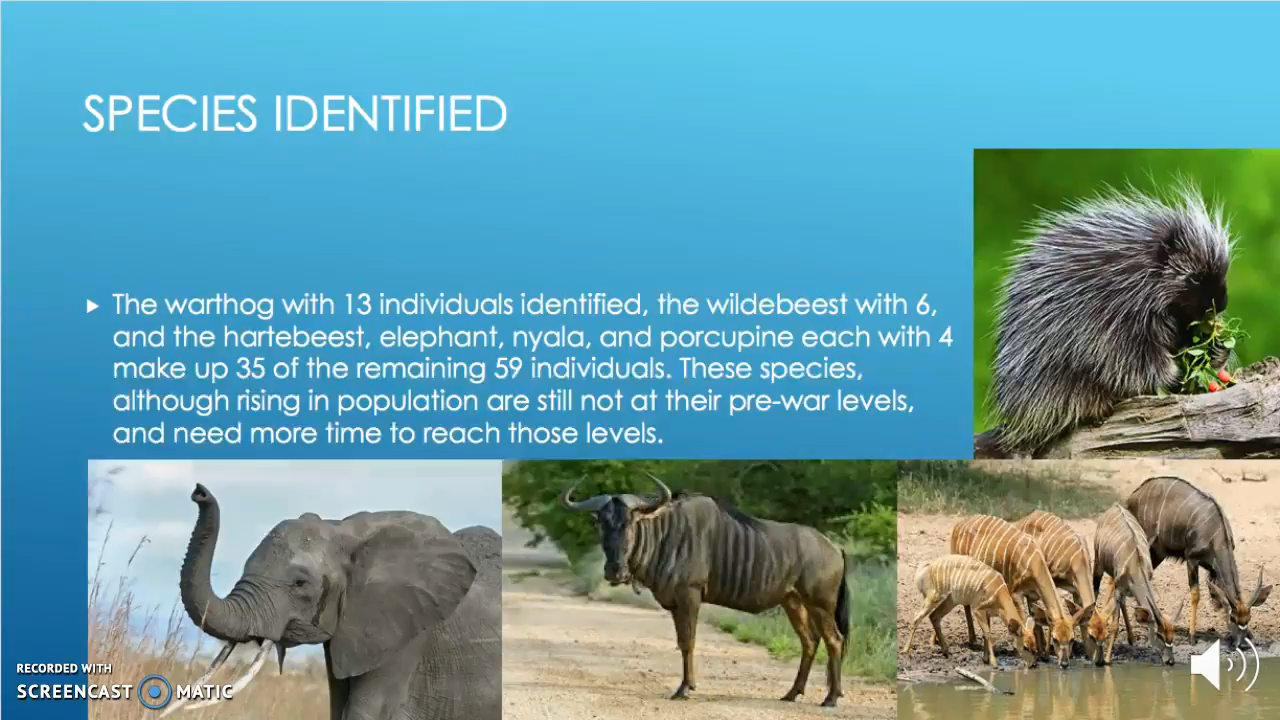 SPECIES IDENTIFIED
The warthog with 13 individuals identified, the wildebeest with 6,
and the hartebeest, elephant, nyala, and porcupine each with 4
make up 35 of the remaining 59 individuals. These species,
although rising in population are still not at their pre-war levels,
and need more time to reach those levels.
RECORDED WITH
SCREENCAST MATIC